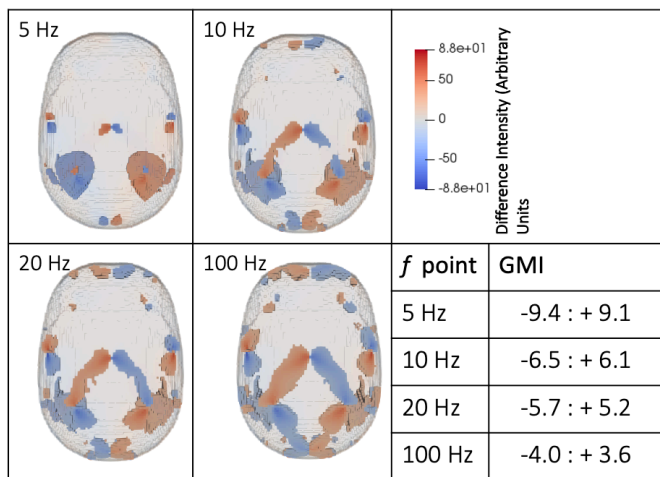 5 Hz
10 Hz
8.8e+01
50
0
-50
-8.8e+01
Difference Intensity (Arbitrary
Units
20 Hz
100 Hz
f point GMI
5 Hz -9.4 : + 9.1
10 Hz -6.5 : + 6.1
20 Hz -5.7 : + 5.2
100 Hz -4.0 : + 3.6